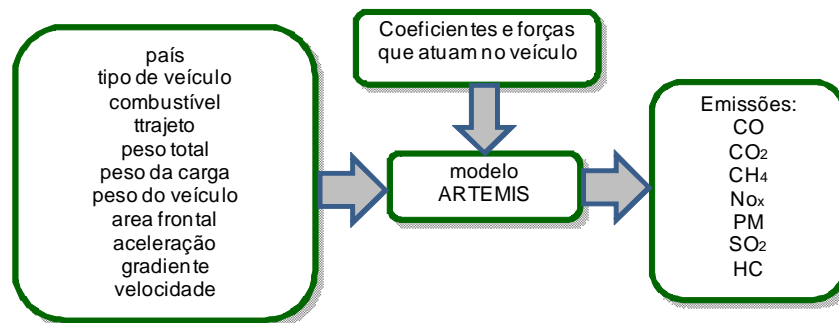 país
tipo de veículo
combustível
ttrajeto
peso total
peso da carga
peso do veículo
area frontal
aceleração
gradiente
velocidade
Coeficientes e forças
que atuam no veículo
modelo
ARTEMIS
Emissões:
CO
CO₂
CH₄
Noₓ
PM
SO₂
HC